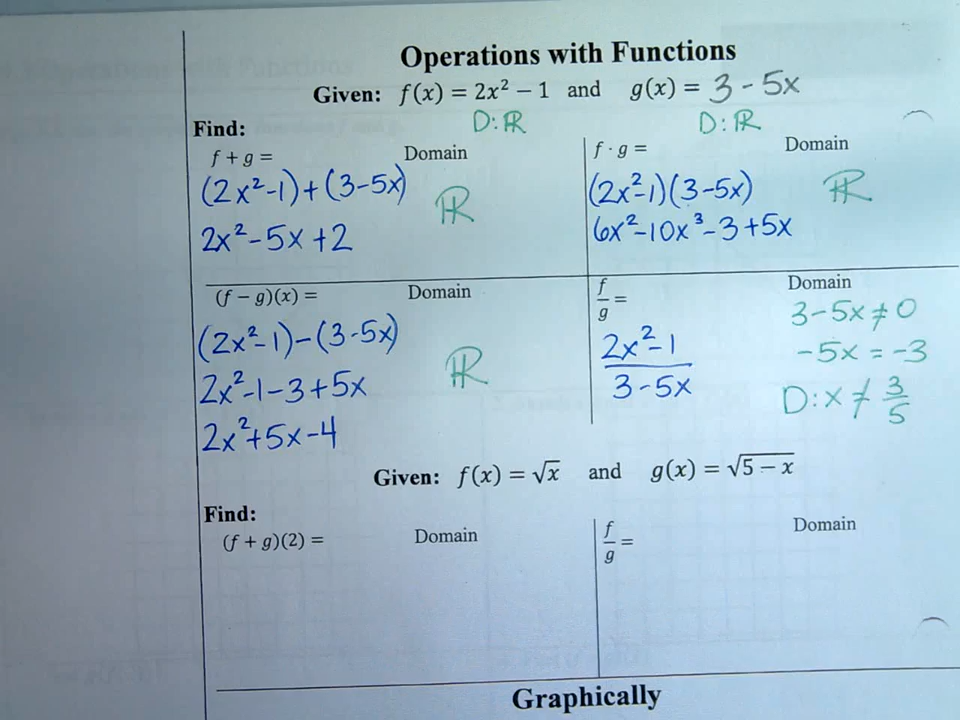 Operations with Functions
Given: f(x) = 2x² − 1 and g(x) = 3 - 5x
D: ℝ D: ℝ
Find:
f + g = Domain
(2x²-1)+(3-5x) ℝ
2x²-5x+2
f · g = Domain
(2x²-1)(3-5x) ℝ
6x²-10x³-3+5x
(f − g)(x) = Domain
(2x²-1)-(3-5x)
2x²-1-3+5x ℝ
2x²+5x-4
f/g = Domain
2x²-1
3-5x
3-5x≠0
-5x = -3
D: x ≠ 3/5
Given: f(x) = √x and g(x) = √(5 − x)
Find:
(f + g)(2) = Domain
f/g = Domain
Graphically